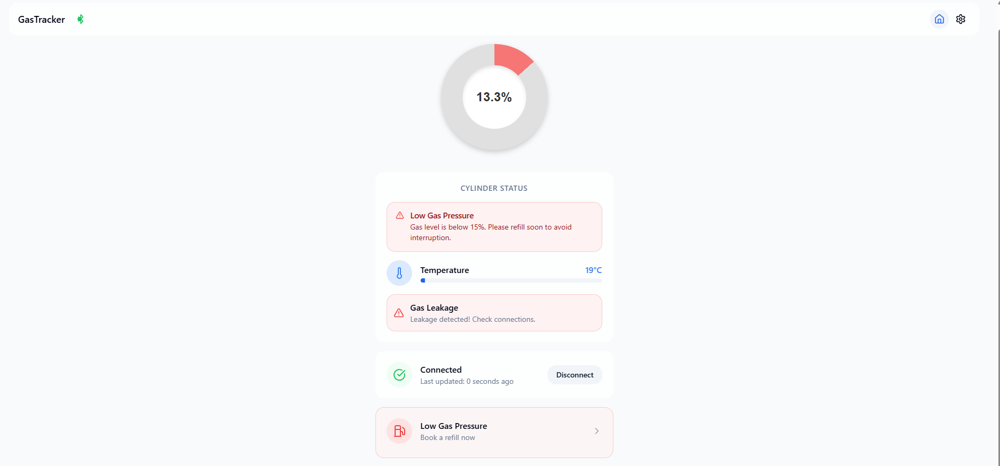 GasTracker
13.3%
CYLINDER STATUS
Low Gas Pressure
Gas level is below 15%. Please refill soon to avoid
interruption.
Temperature 19°C
Gas Leakage
Leakage detected! Check connections.
Connected
Last updated: 0 seconds ago
Disconnect
Low Gas Pressure
Book a refill now